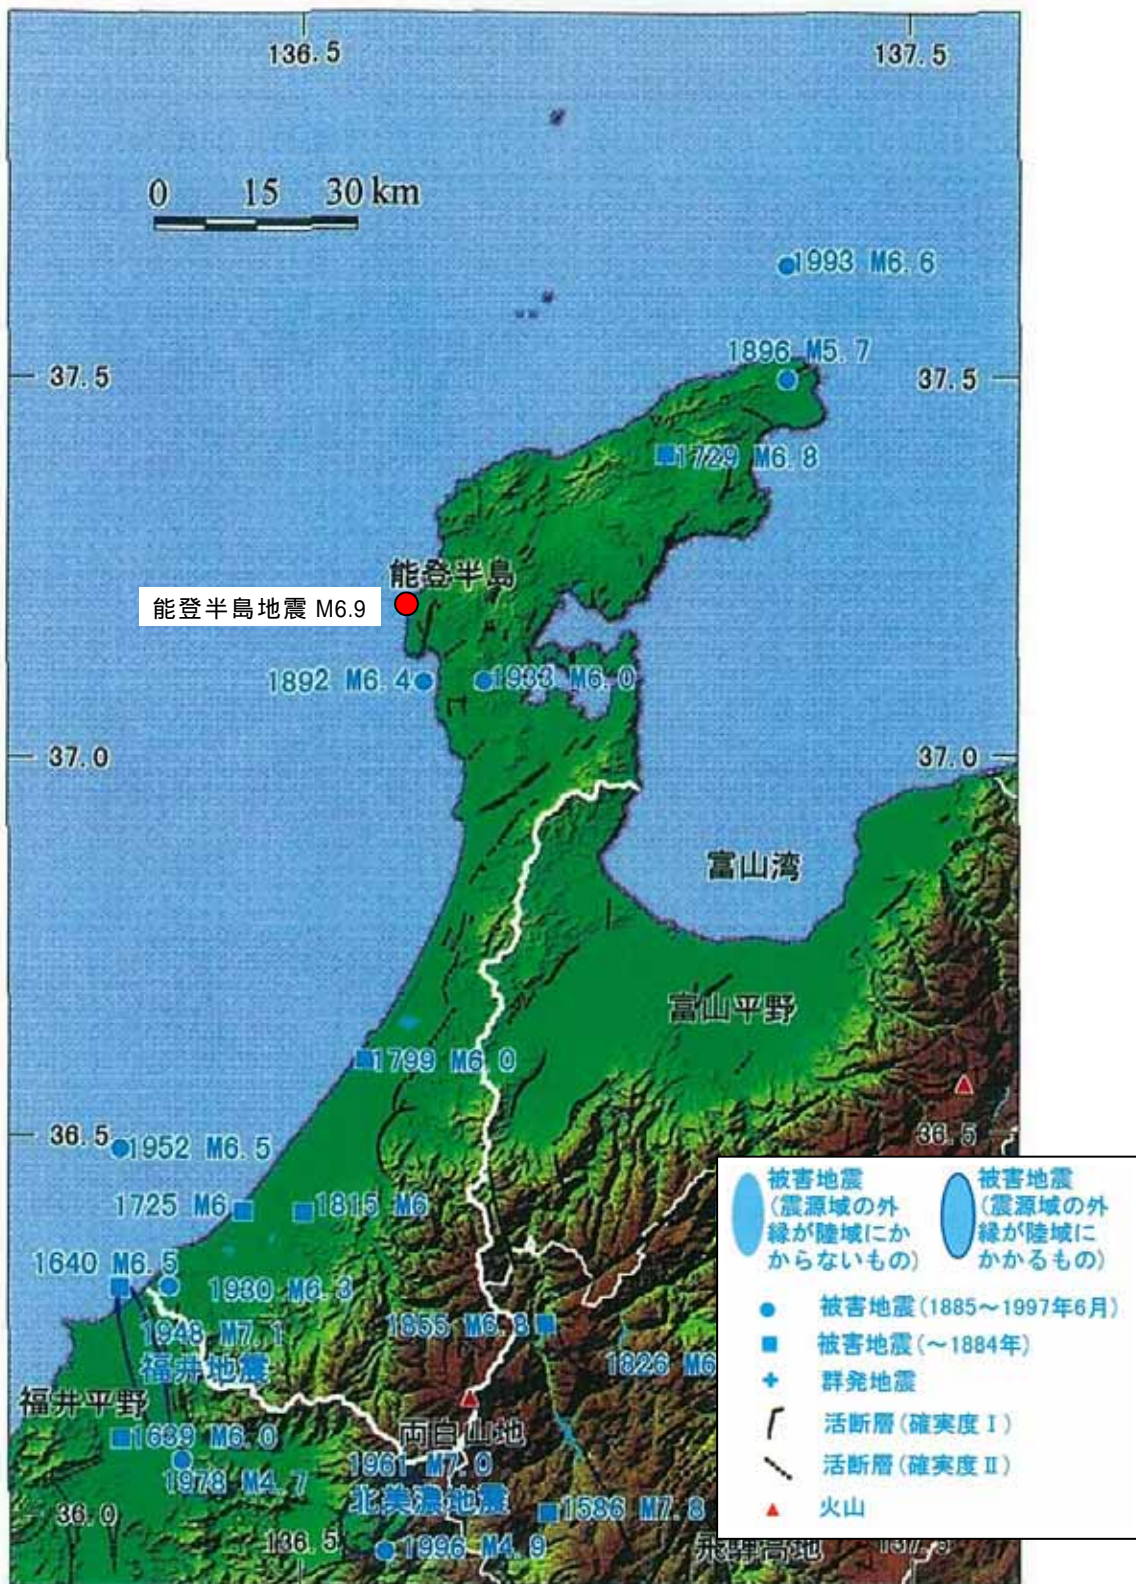 136.5
137.5
0 15 30 km
1993 M6.6
1896 M5.7
37.5
37.5
1729 M6.8
能登半島
能登半島地震 M6.9
1892 M6.4
1933 M6.0
37.0
37.0
富山湾
富山平野
1799 M6.0
36.5
36.5
1952 M6.5
1725 M6
1815 M6
1640 M6.5
1930 M6.3
1948 M7.1
福井地震
1855 M6.8
1826 M6
福井平野
両白山地
1639 M6.0
1961 M7.0
北美濃地震
1978 M4.7
1586 M7.8
36.0
136.5
1996 M4.9
飛騨高地
137.5
被害地震
(震源域の外
縁が陸域にか
からないもの)
被害地震
(震源域の外
縁が陸域に
かかるもの)
被害地震(1885～1997年6月)
被害地震(～1884年)
群発地震
活断層(確実度Ⅰ)
活断層(確実度Ⅱ)
火山